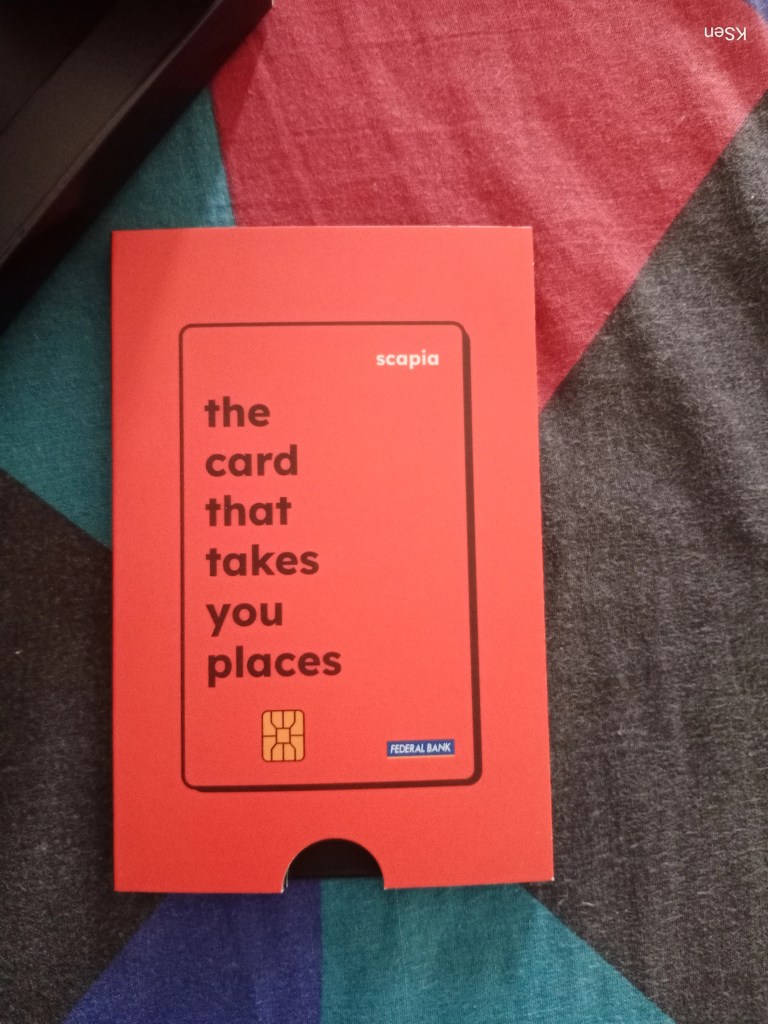 KSen
scapia
the
card
that
takes
you
places
FEDERAL BANK